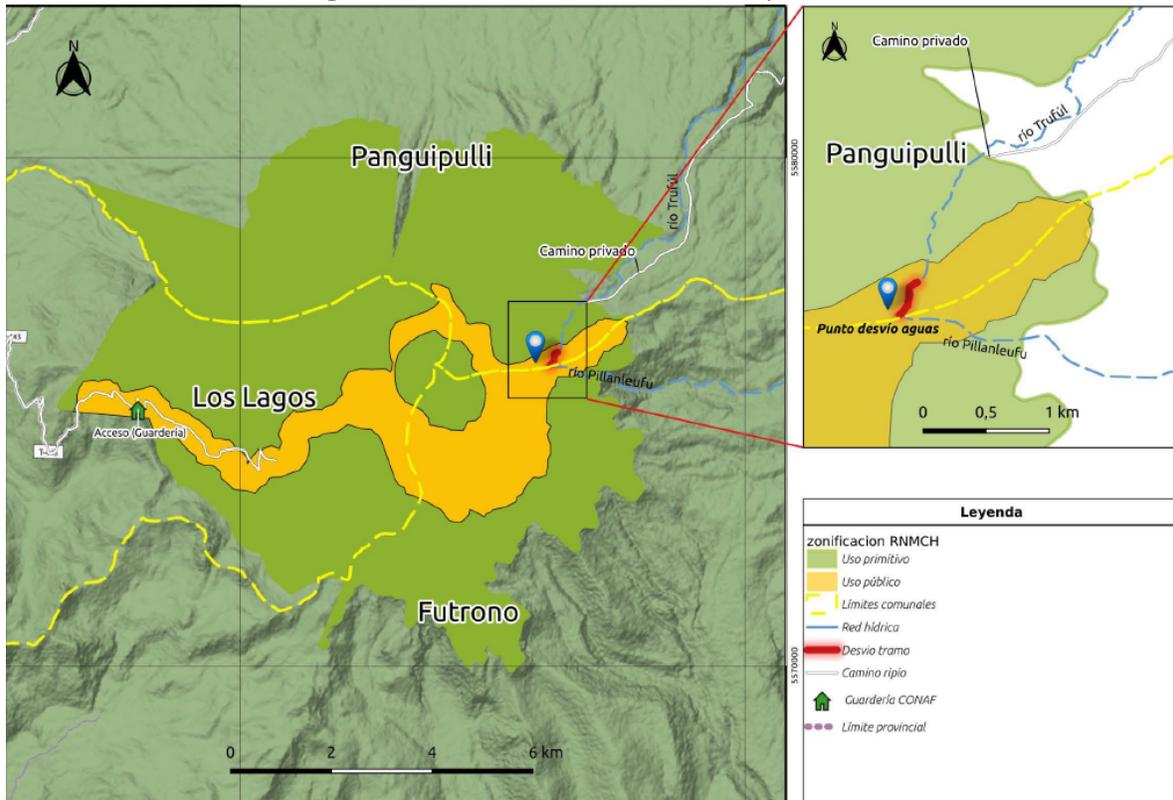 N
Panguipulli
río Trufúl
Camino privado
Los Lagos
Acceso (Guardería)
río Pillanleufu
Futrono
0 2 4 6 km
5580000
5570000
N
Camino privado
río Trufúl
Panguipulli
Punto desvío aguas
río Pillanleufu
0 0,5 1 km
Leyenda
zonificacion RNMCH
Uso primitivo
Uso público
Límites comunales
Red hídrica
Desvio tramo
Camino ripio
Guardería CONAF
Límite provincial